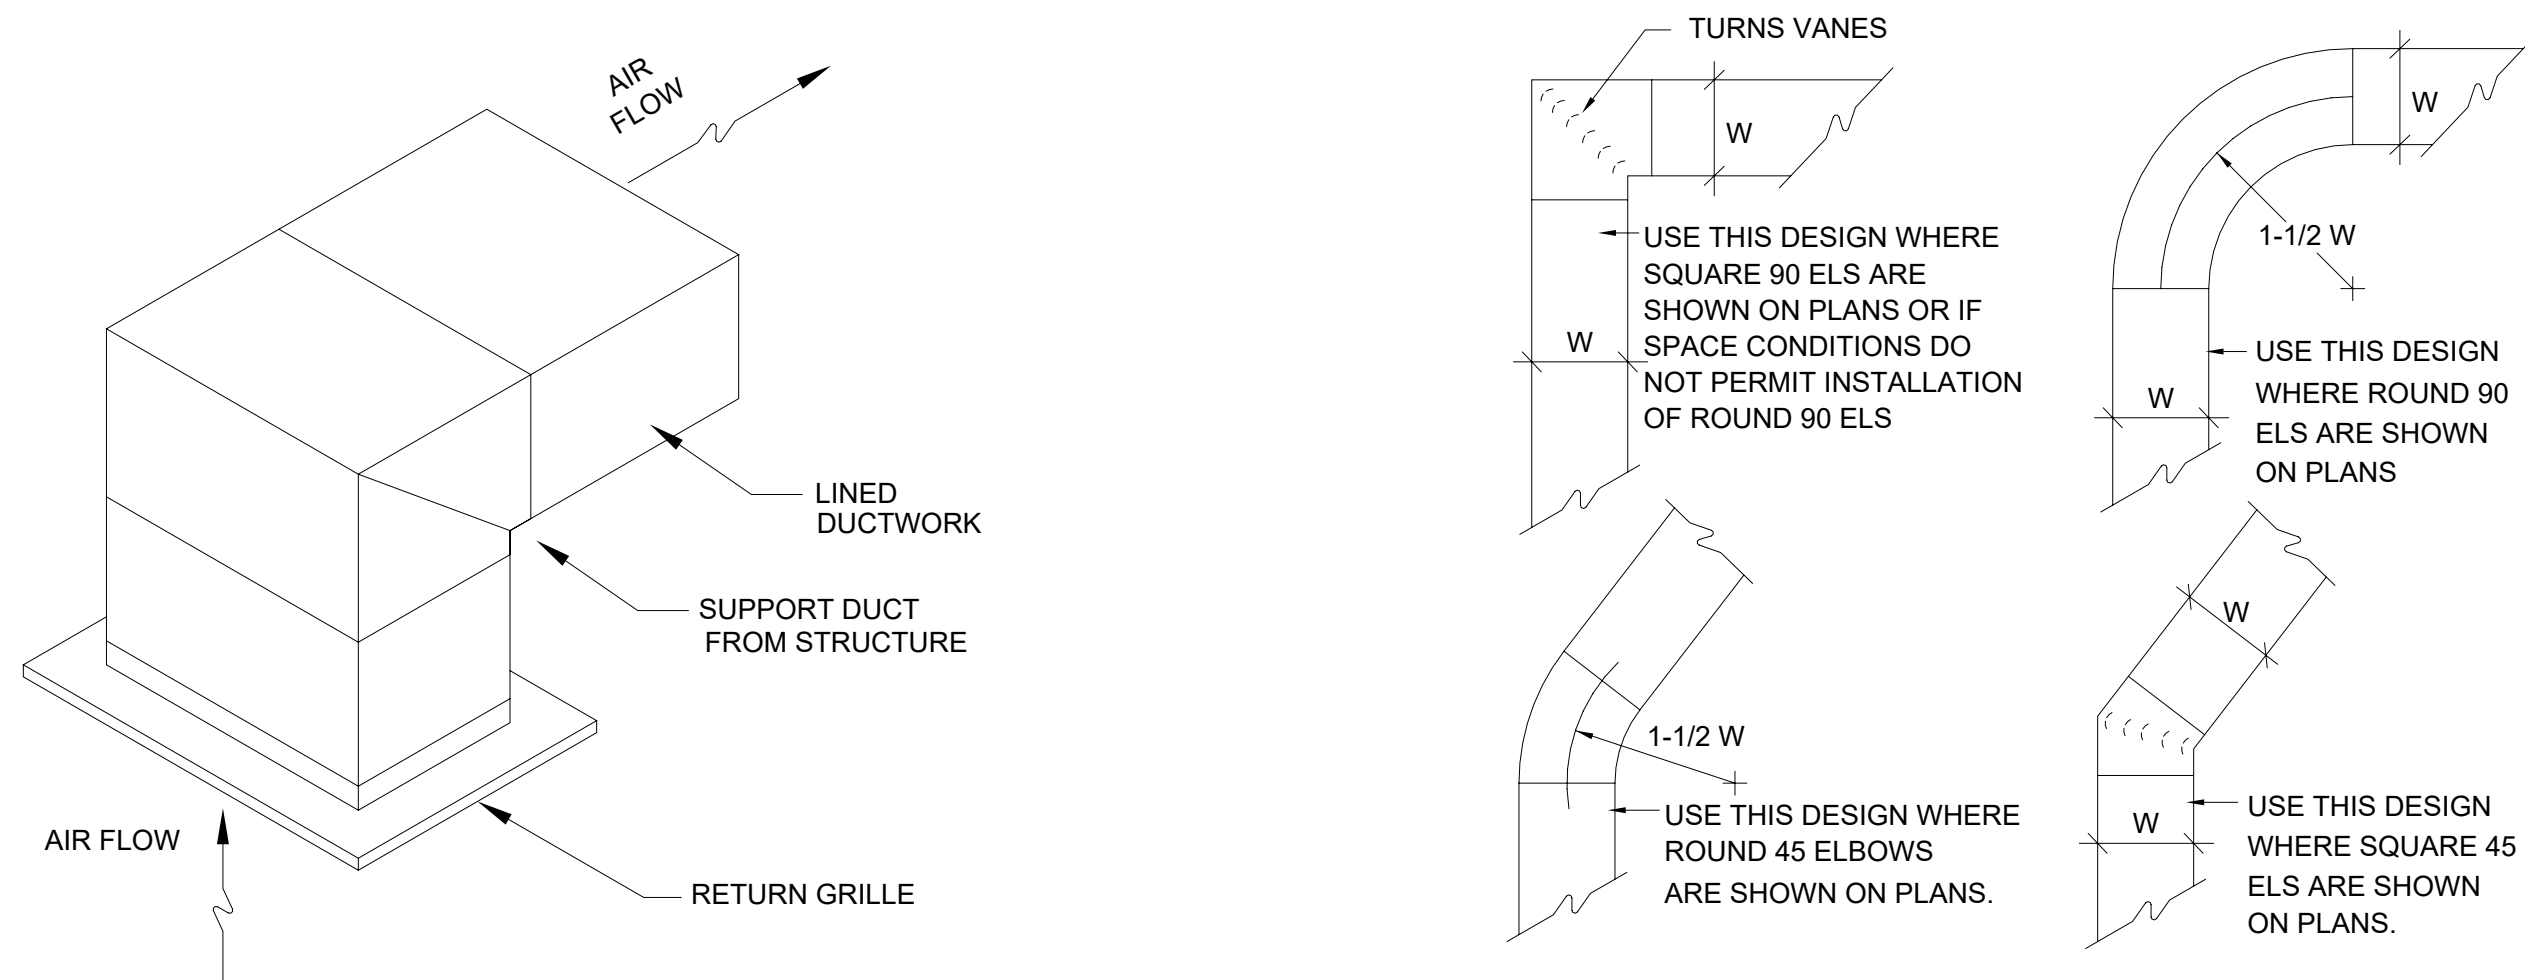 AIR
FLOW
LINED
DUCTWORK
SUPPORT DUCT
FROM STRUCTURE
AIR FLOW
RETURN GRILLE
TURNS VANES
W
USE THIS DESIGN WHERE
SQUARE 90 ELS ARE
SHOWN ON PLANS OR IF
SPACE CONDITIONS DO
NOT PERMIT INSTALLATION
OF ROUND 90 ELS
W
W
1-1/2 W
USE THIS DESIGN
WHERE ROUND 90
ELS ARE SHOWN
ON PLANS
W
1-1/2 W
USE THIS DESIGN WHERE
ROUND 45 ELBOWS
ARE SHOWN ON PLANS.
W
USE THIS DESIGN
WHERE SQUARE 45
ELS ARE SHOWN
ON PLANS.
W